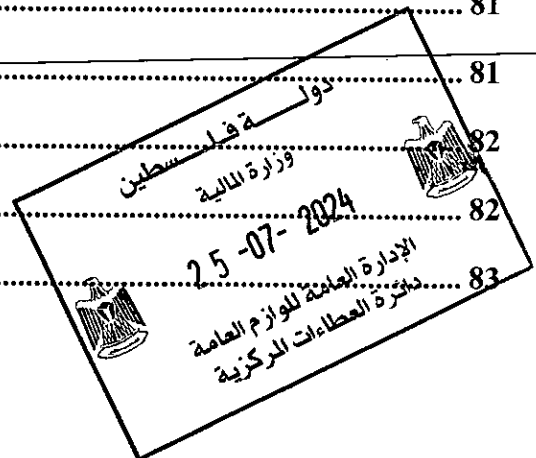 ................ 81
................ 81
دولة فلسطين
وزارة المالية
................ 82
25-07-2024
................ 82
الإدارة العامة للوازم العامة
................ 83
دائرة العطاءات المركزية